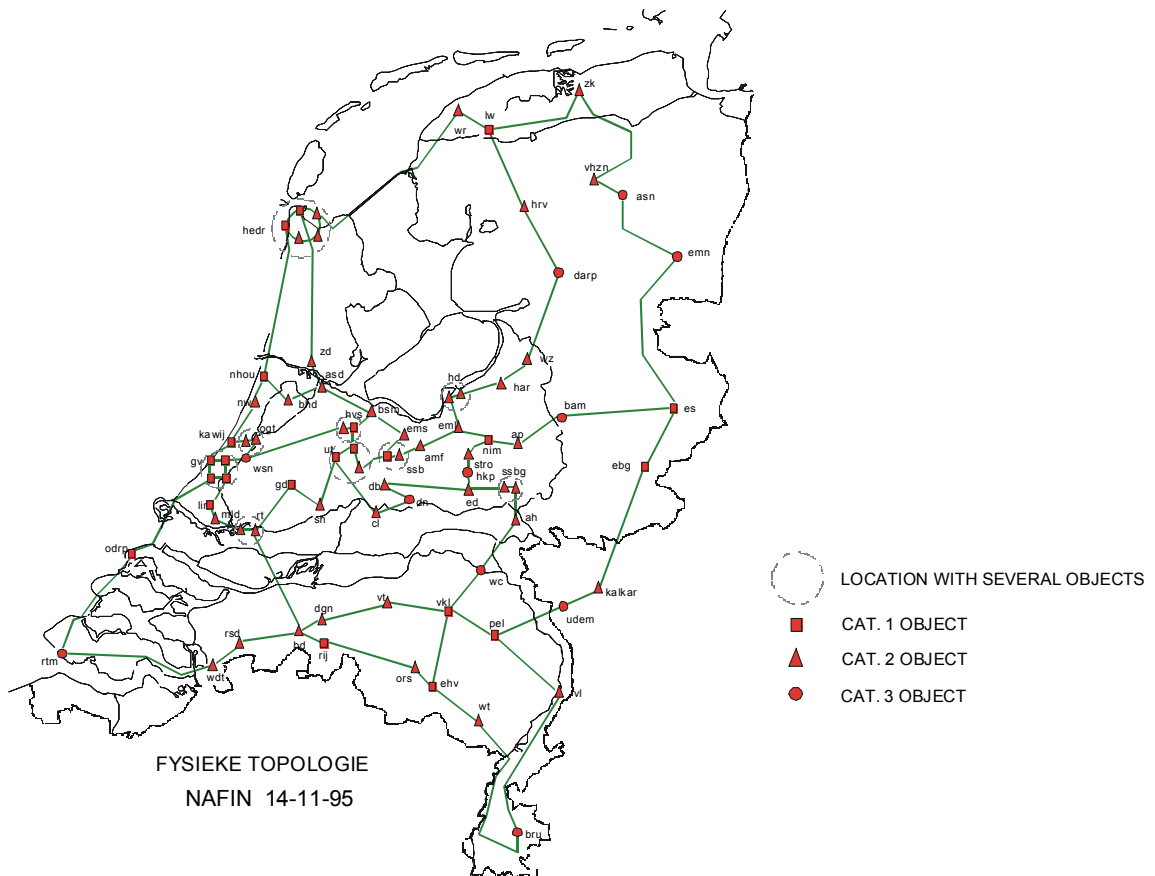 zk
lw
wr
vhzn
asn
hrv
hedr
emn
darp
zd
wz
nhou
asd
hd
har
nw
bhd
bsm
bam
es
hvs
kawij
ogt
ems
em
ap
nim
ut
amf
gv
wsn
ssb
stro
ebg
hkp
ssbg
gd
db
lir
dn
ed
mld
rt
sh
cl
ah
odrp
wc
LOCATION WITH SEVERAL OBJECTS
kalkar
vt
vkl
dgn
udem
CAT. 1 OBJECT
pel
rsd
bd
rij
rtm
CAT. 2 OBJECT
wdt
ors
ehv
vl
CAT. 3 OBJECT
wt
FYSIEKE TOPOLOGIE
NAFIN 14-11-95
bru